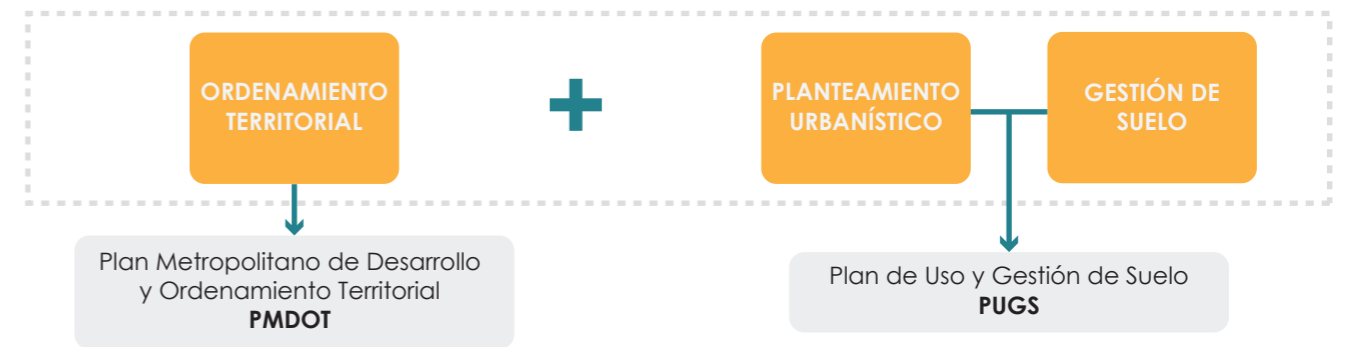 ORDENAMIENTO
TERRITORIAL
+
PLANTEAMIENTO
URBANÍSTICO
GESTIÓN DE
SUELO
Plan Metropolitano de Desarrollo
y Ordenamiento Territorial
PMDOT
Plan de Uso y Gestión de Suelo
PUGS